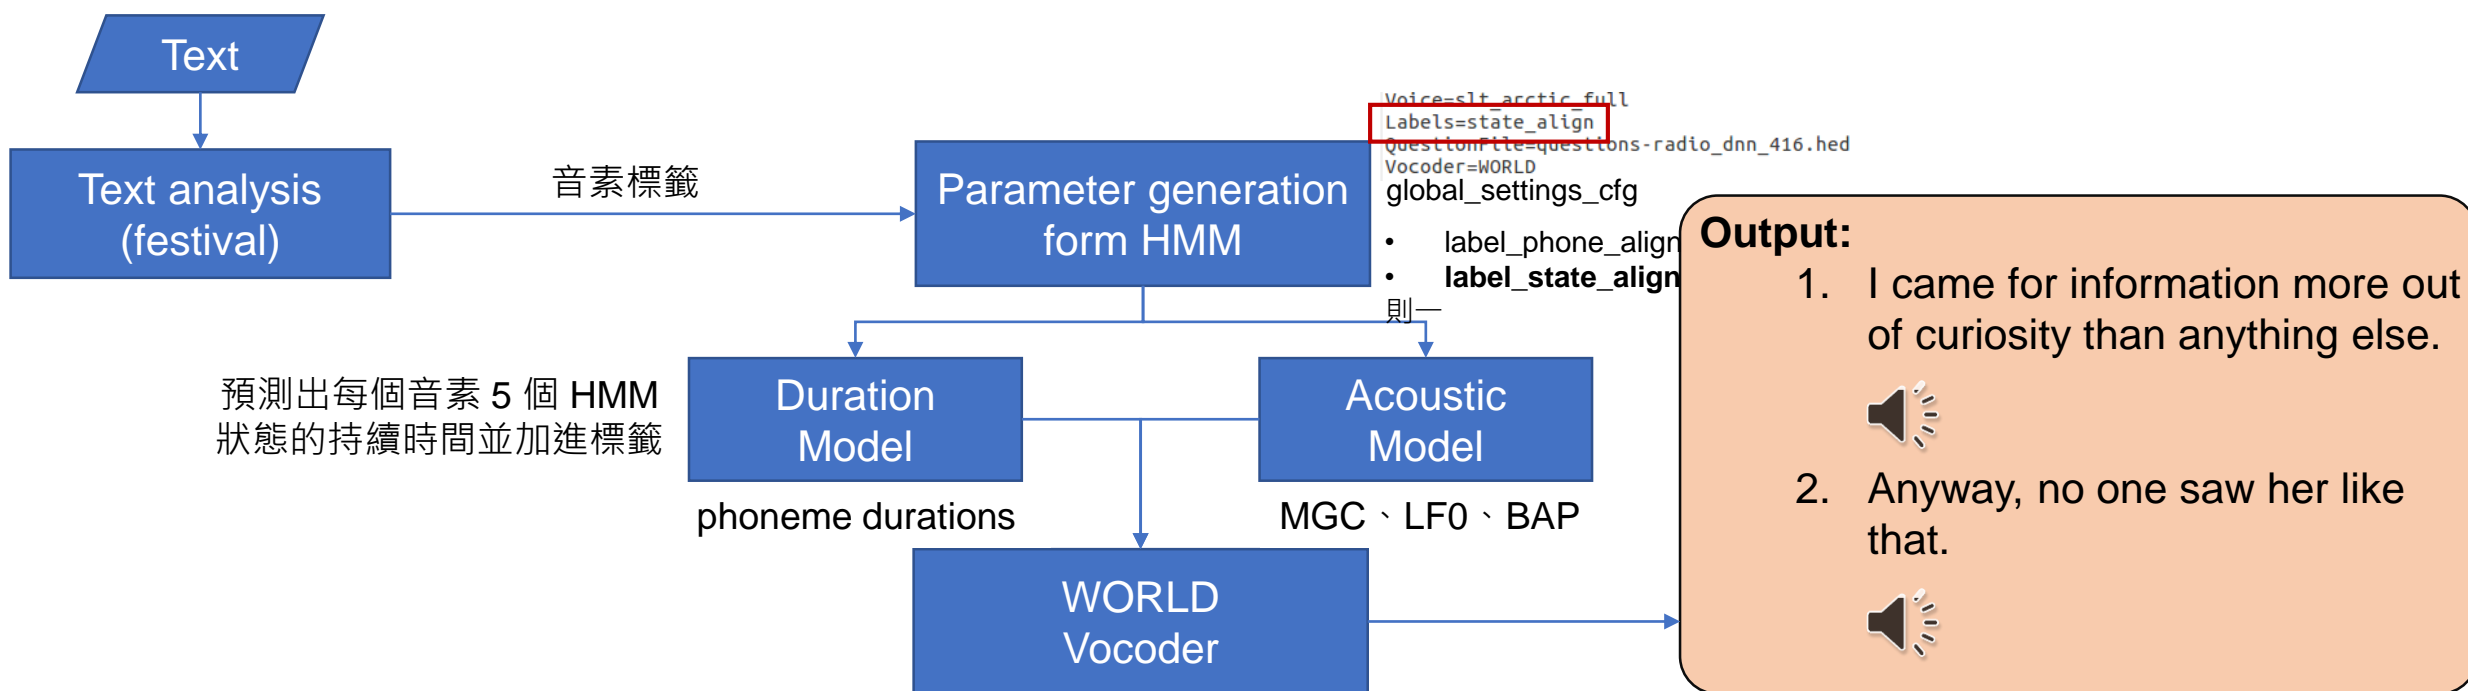 Text
Text analysis
(festival)
音素標籤
Parameter generation
form HMM
Voice=slt_arctic_full
Labels=state_align
QuestionFile=questions-radio_dnn_416.hed
Vocoder=WORLD
global_settings_cfg
• label_phone_align
• label_state_align
則一
預測出每個音素 5 個 HMM
狀態的持續時間並加進標籤
Duration
Model
Acoustic
Model
phoneme durations
MGC、LF0、BAP
WORLD
Vocoder
Output:
1. I came for information more out
of curiosity than anything else.
2. Anyway, no one saw her like
that.